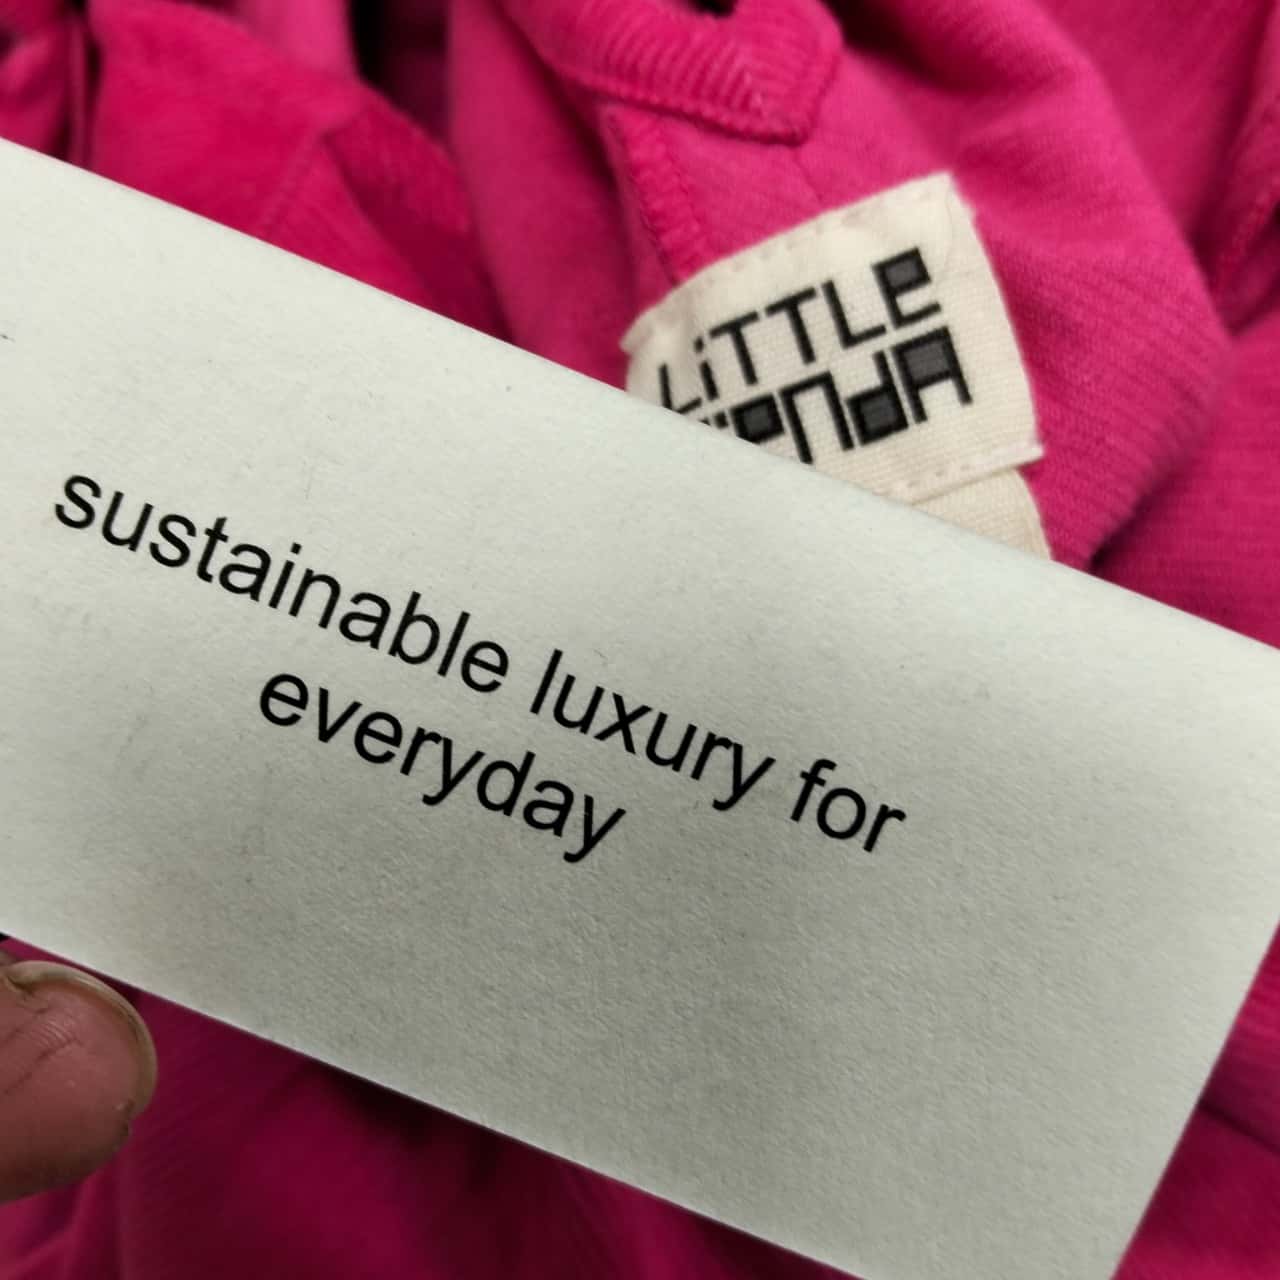 LiTTLE
sustainable luxury for
everyday